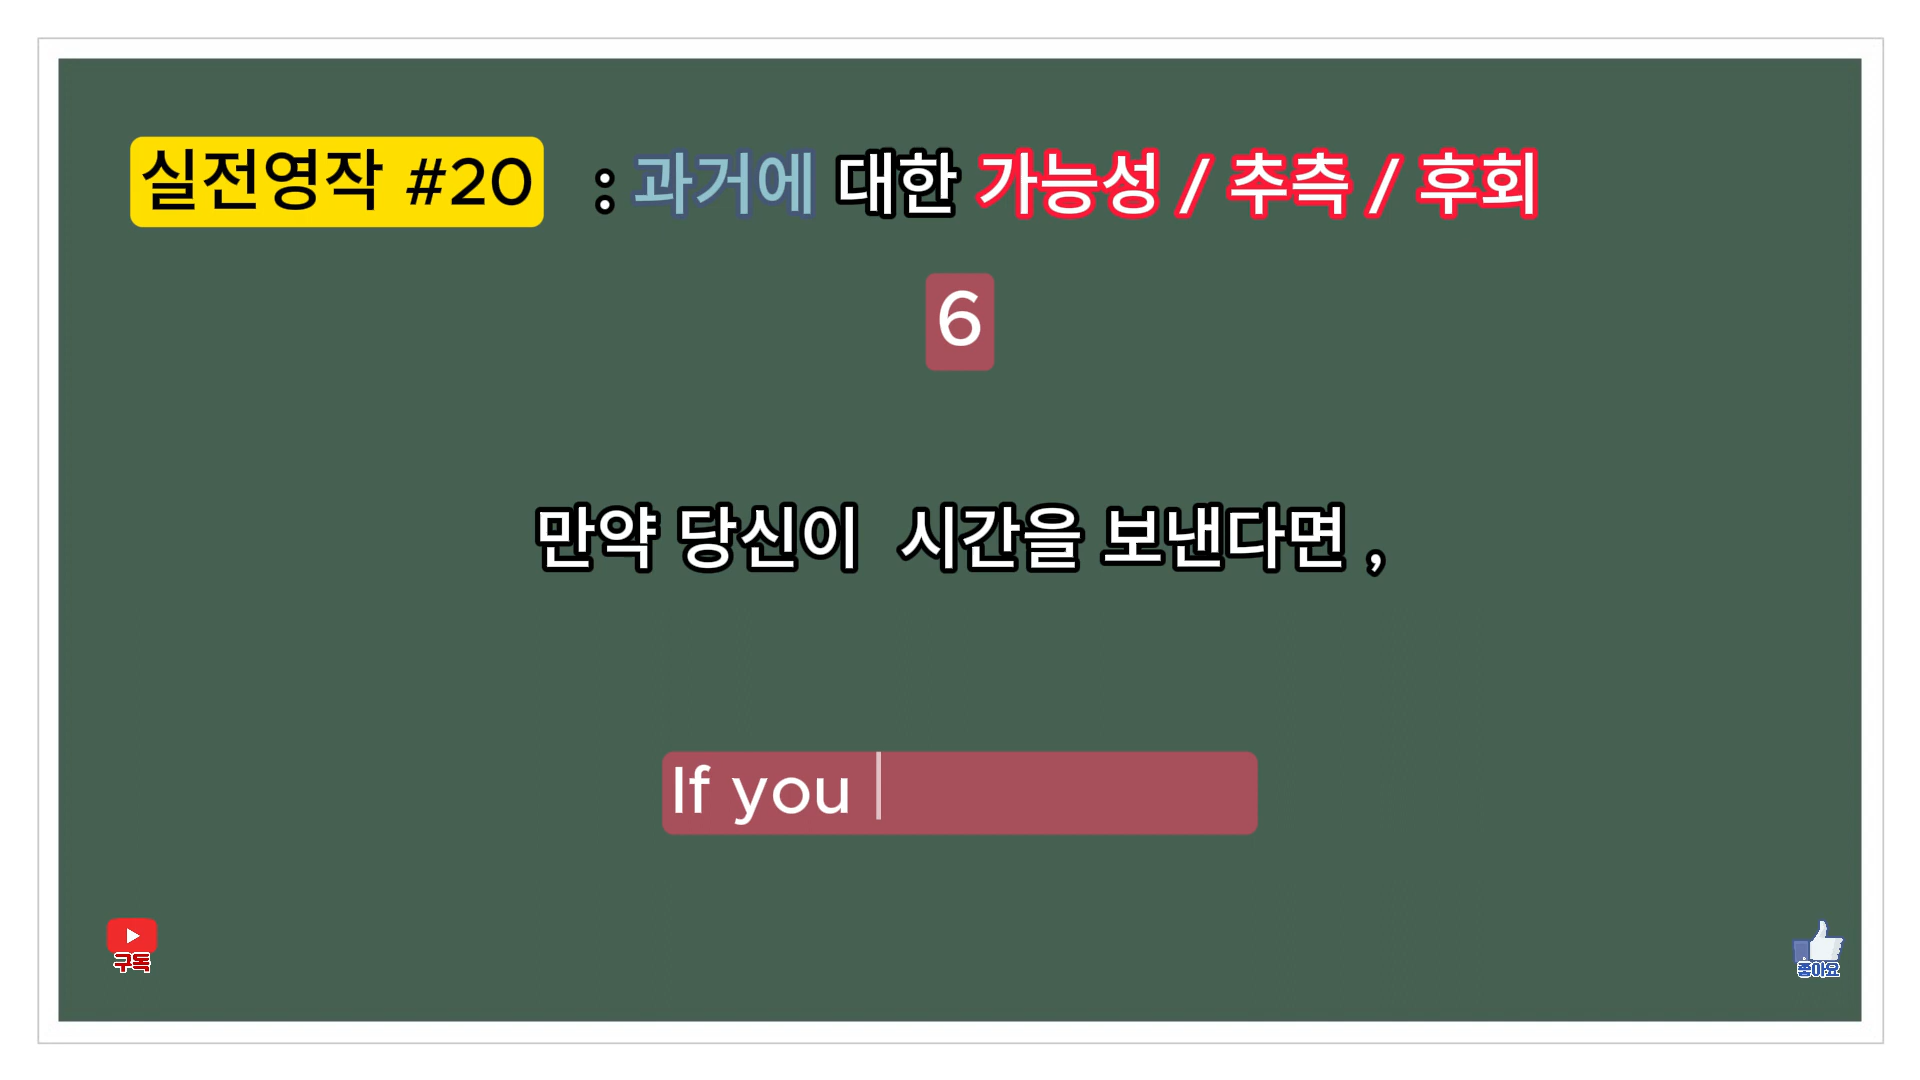 실전영작 #20 : 과거에 대한 가능성 / 추측 / 후회
6
만약 당신이 시간을 보낸다면 ,
If you
구독
좋아요